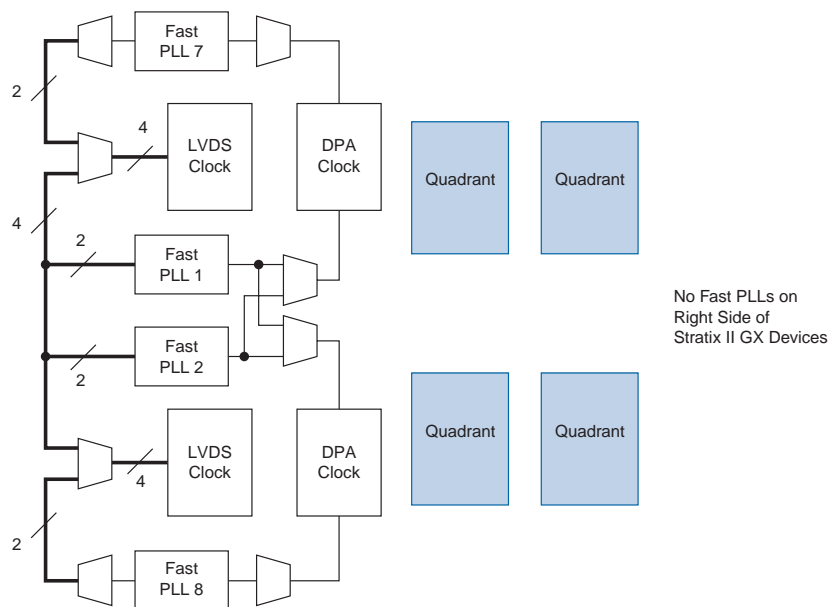 Fast
PLL 7
2
4
LVDS
Clock
DPA
Clock
Quadrant
Quadrant
4
2
Fast
PLL 1
No Fast PLLs on
Right Side of
Stratix II GX Devices
2
Fast
PLL 2
LVDS
Clock
DPA
Clock
Quadrant
Quadrant
4
2
Fast
PLL 8